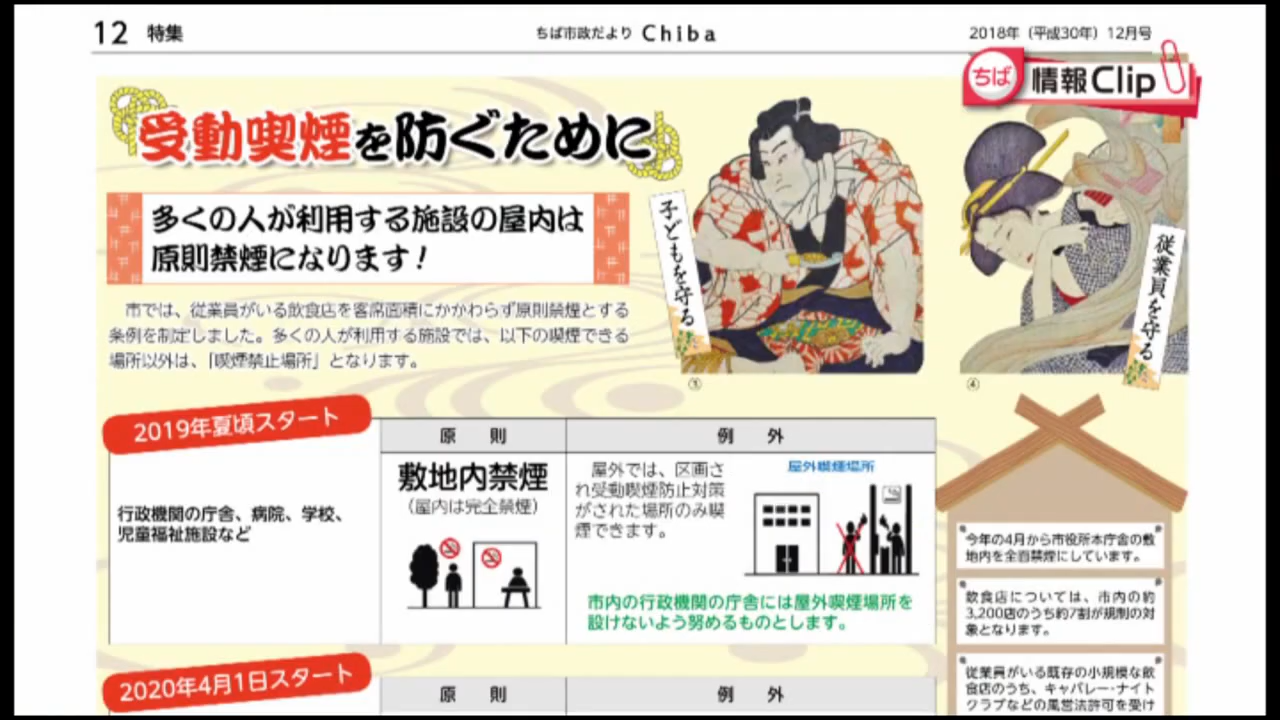 12 特集
ちば市政だより Chiba
2018年（平成30年）12月号
ちば 情報Clip
受動喫煙を防ぐために
多くの人が利用する施設の屋内は
原則禁煙になります！
市では、従業員がいる飲食店を客席面積にかかわらず原則禁煙とする
条例を制定しました。多くの人が利用する施設では、以下の喫煙できる
場所以外は、「喫煙禁止場所」となります。
子どもを守る
①
従業員を守る
④
2019年夏頃スタート
原則
例外
行政機関の庁舎、病院、学校、
児童福祉施設など
敷地内禁煙
（屋内は完全禁煙）
屋外では、区画さ
れ受動喫煙防止対策
がされた場所のみ喫
煙できます。
屋外喫煙場所
市内の行政機関の庁舎には屋外喫煙場所を
設けないよう努めるものとします。
今年の4月から市役所本庁舎の敷
地内を全面禁煙にしています。
飲食店については、市内の約
3,200店のうち約7割が規制の対
象となります。
従業員がいる既存の小規模な飲
食店のうち、キャバレー・ナイト
クラブなどの風営法許可を受け
2020年4月1日スタート
原則
例外